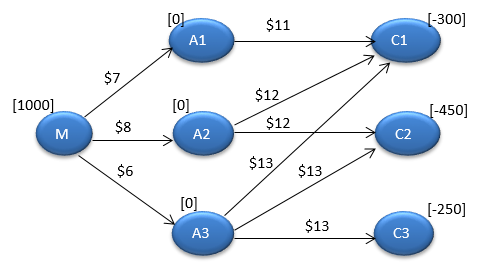 [0] [-300]
A1 $11 C1
$7
[1000] [0] $12 [-450]
M $8 A2 $12 C2
$6 $13 $13
[0] [-250]
A3 $13 C3